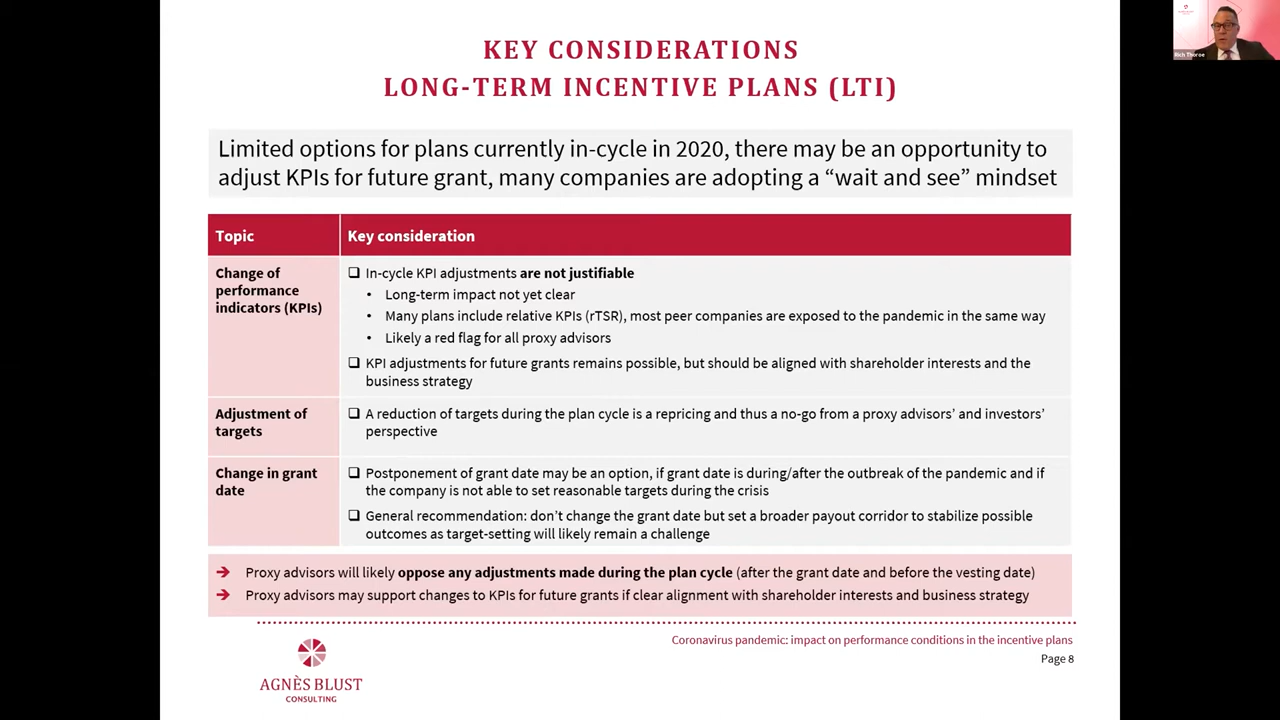 KEY CONSIDERATIONS
LONG-TERM INCENTIVE PLANS (LTI)
Limited options for plans currently in-cycle in 2020, there may be an opportunity to
adjust KPIs for future grant, many companies are adopting a “wait and see” mindset
Topic
Key consideration
Change of
performance
indicators (KPIs)
In-cycle KPI adjustments are not justifiable
• Long-term impact not yet clear
• Many plans include relative KPIs (rTSR), most peer companies are exposed to the pandemic in the same way
• Likely a red flag for all proxy advisors
KPI adjustments for future grants remains possible, but should be aligned with shareholder interests and the
business strategy
Adjustment of
targets
A reduction of targets during the plan cycle is a repricing and thus a no-go from a proxy advisors’ and investors’
perspective
Change in grant
date
Postponement of grant date may be an option, if grant date is during/after the outbreak of the pandemic and if
the company is not able to set reasonable targets during the crisis
General recommendation: don’t change the grant date but set a broader payout corridor to stabilize possible
outcomes as target-setting will likely remain a challenge
Proxy advisors will likely oppose any adjustments made during the plan cycle (after the grant date and before the vesting date)
Proxy advisors may support changes to KPIs for future grants if clear alignment with shareholder interests and business strategy
Coronavirus pandemic: impact on performance conditions in the incentive plans
Page 8
AGNÈS BLUST
CONSULTING
Rich Thoroe